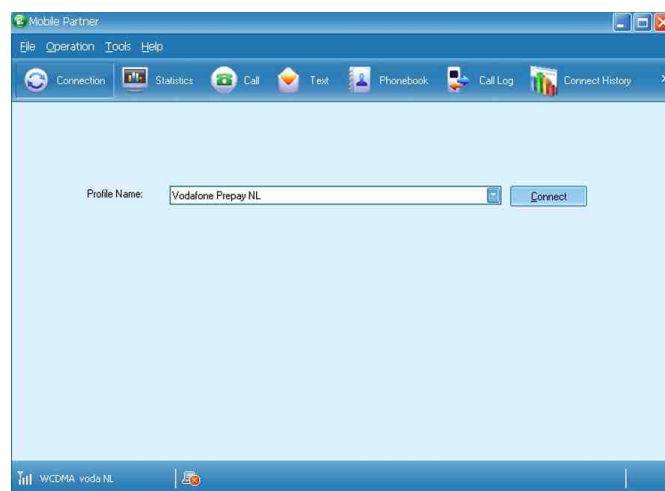 Mobile Partner
File Operation Tools Help
Connection Statistics Call Text Phonebook Call Log Connect History
Profile Name: Vodafone Prepay NL Connect
WCDMA voda NL